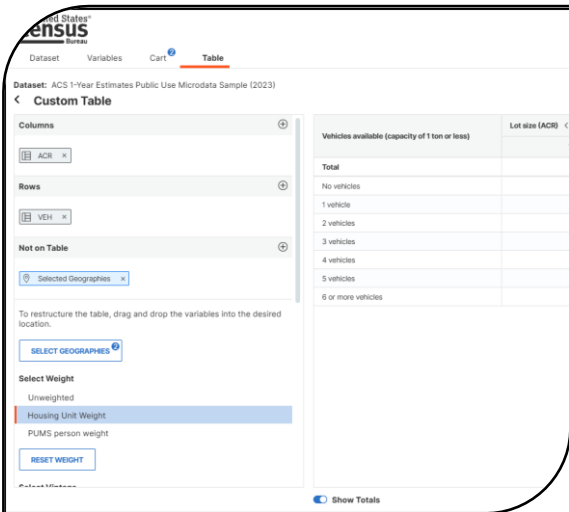 United States®
Census
Bureau
Dataset Variables Cart 2 Table
Dataset: ACS 1-Year Estimates Public Use Microdata Sample (2023)
< Custom Table
Columns
ACR ×
Rows
VEH ×
Not on Table
Selected Geographies ×
To restructure the table, drag and drop the variables into the desired
location.
SELECT GEOGRAPHIES 2
Select Weight
Unweighted
Housing Unit Weight
PUMS person weight
RESET WEIGHT
Select Vintage
Vehicles available (capacity of 1 ton or less)
Lot size (ACR) <
Total
No vehicles
1 vehicle
2 vehicles
3 vehicles
4 vehicles
5 vehicles
6 or more vehicles
Show Totals